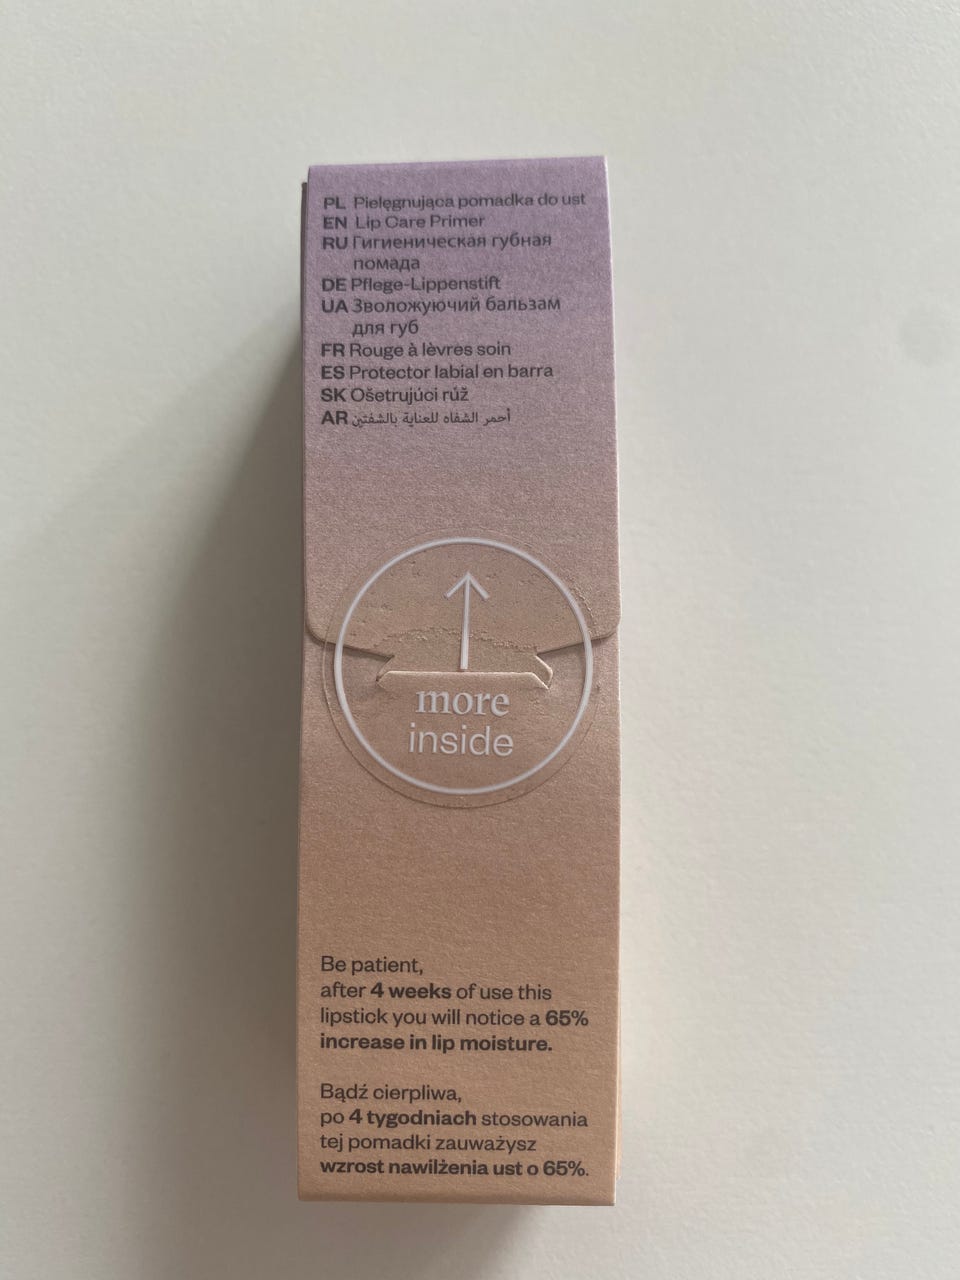 PL Pielęgnująca pomadka do ust
EN Lip Care Primer
RU Гигиеническая губная
помада
DE Pflege-Lippenstift
UA Зволожуючий бальзам
для губ
FR Rouge à lèvres soin
ES Protector labial en barra
SK Ošetrujúci rúž
AR أحمر الشفاه للعناية بالشفتين
more
inside
Be patient,
after 4 weeks of use this
lipstick you will notice a 65%
increase in lip moisture.
Bądź cierpliwa,
po 4 tygodniach stosowania
tej pomadki zauważysz
wzrost nawilżenia ust o 65%.